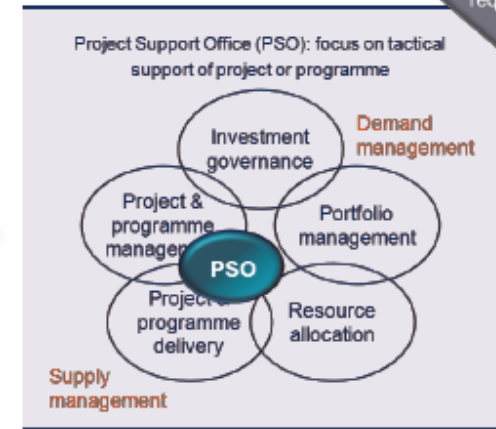 Project Support Office (PSO): focus on tactical
support of project or programme
Investment
governance
Demand
management
Project &
programme
Portfolio
management
PSO
Project
programme
delivery
Resource
allocation
Supply
management